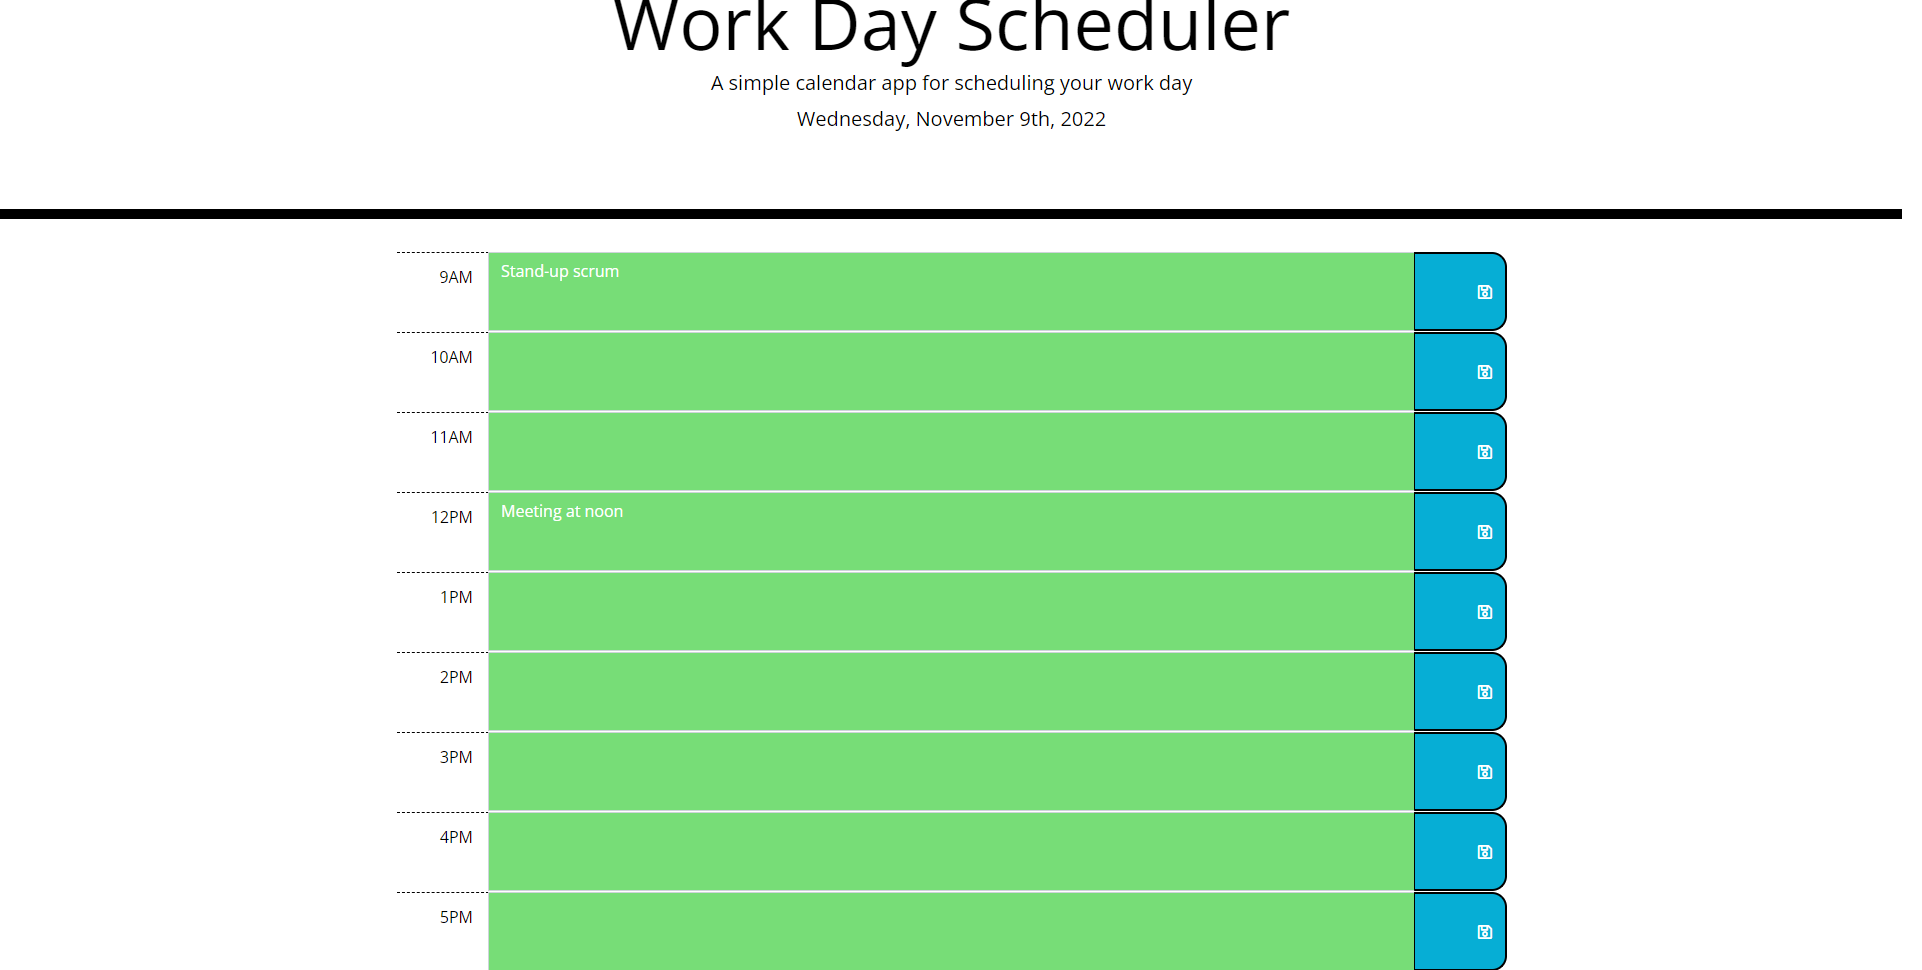 Work Day Scheduler
A simple calendar app for scheduling your work day
Wednesday, November 9th, 2022
9AM
Stand-up scrum
10AM
11AM
12PM
Meeting at noon
1PM
2PM
3PM
4PM
5PM